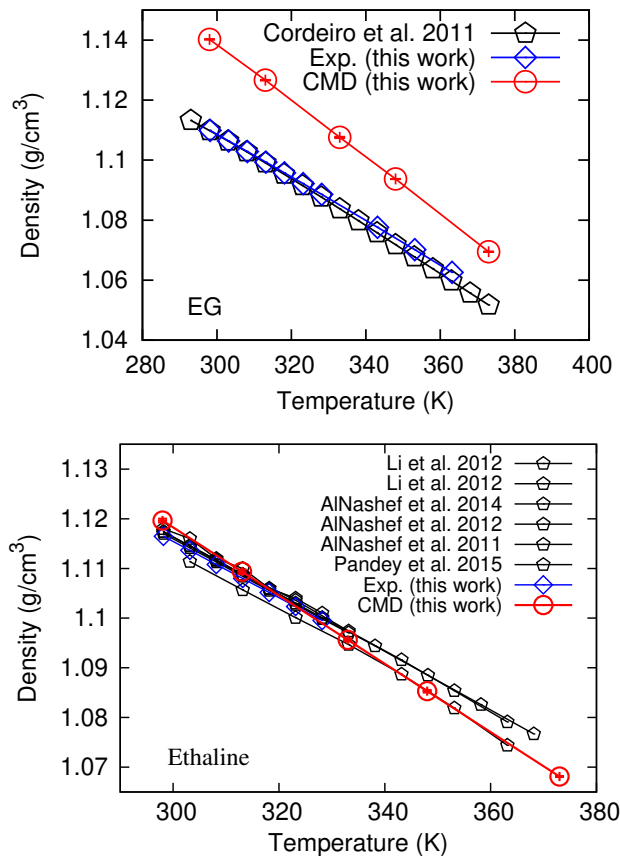 1.14
1.12
1.1
1.08
1.06
1.04
Density (g/cm3)
Cordeiro et al. 2011
Exp. (this work)
CMD (this work)
EG
280 300 320 340 360 380 400
Temperature (K)
1.13
1.12
1.11
1.1
1.09
1.08
1.07
Density (g/cm3)
Li et al. 2012
Li et al. 2012
AlNashef et al. 2014
AlNashef et al. 2012
AlNashef et al. 2011
Pandey et al. 2015
Exp. (this work)
CMD (this work)
Ethaline
300 320 340 360 380
Temperature (K)